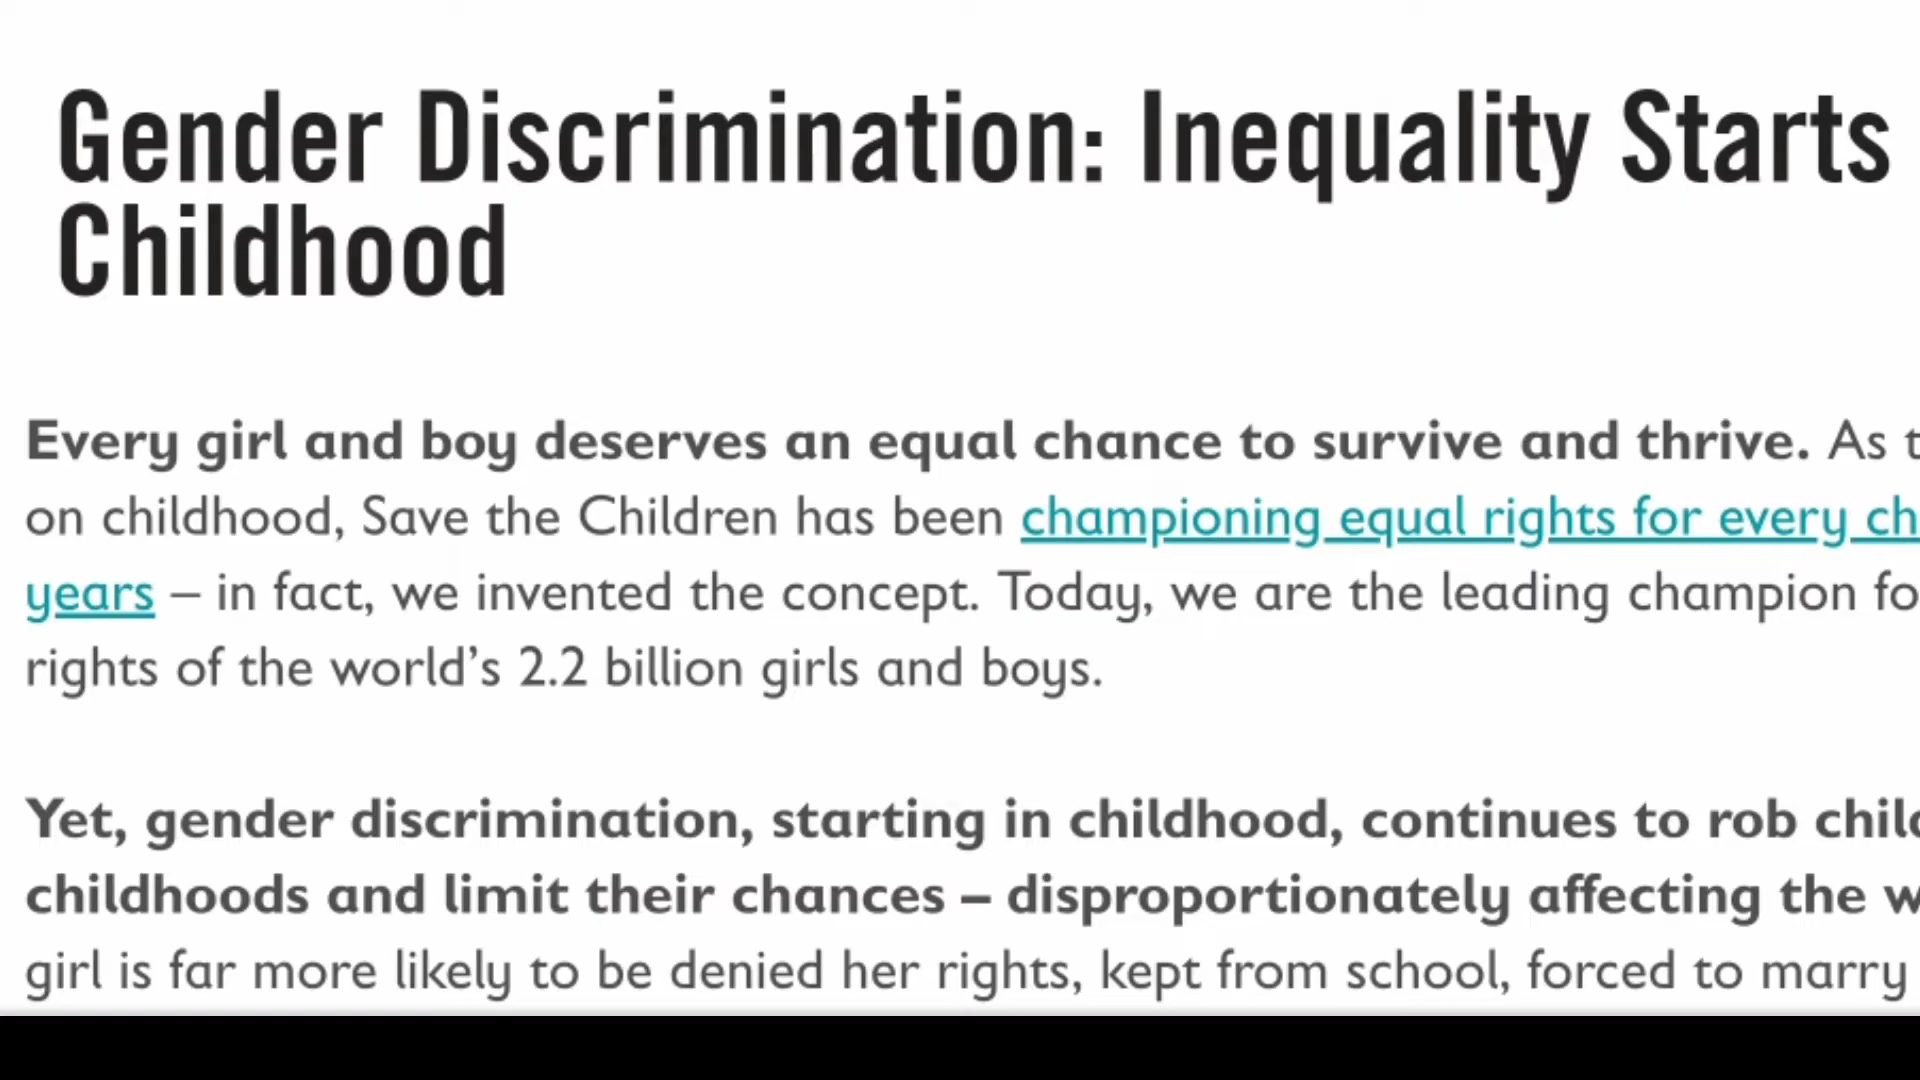 Gender Discrimination: Inequality Starts
Childhood
Every girl and boy deserves an equal chance to survive and thrive. As
on childhood, Save the Children has been championing equal rights for every
years – in fact, we invented the concept. Today, we are the leading champion
rights of the world’s 2.2 billion girls and boys.
Yet, gender discrimination, starting in childhood, continues to rob
childhoods and limit their chances – disproportionately affecting the
girl is far more likely to be denied her rights, kept from school, forced to marry